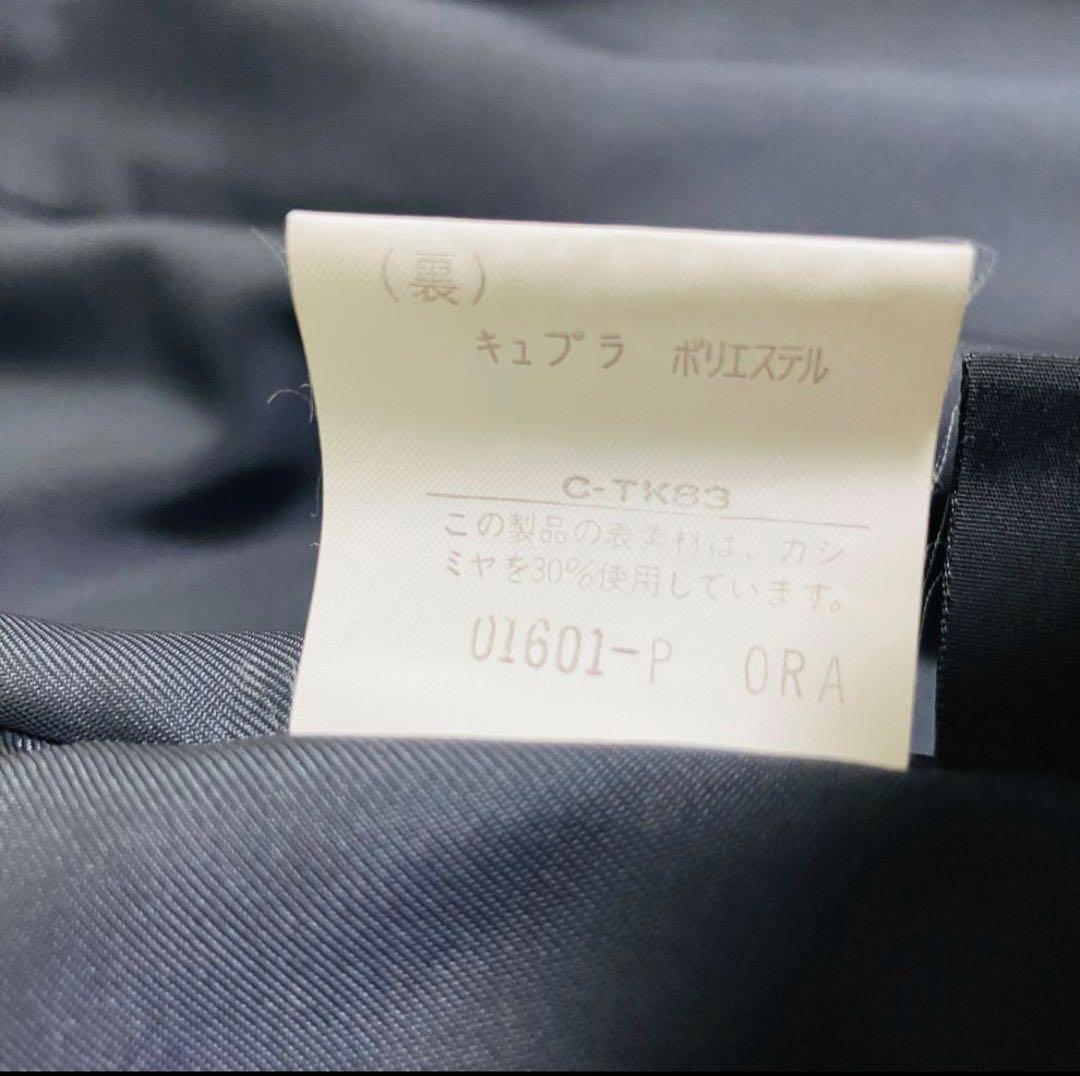 (裏)
キュプラ ポリエステル
C-TK83
この製品の表素材は、カシ
ミヤを30%使用しています。
01601-P ORA